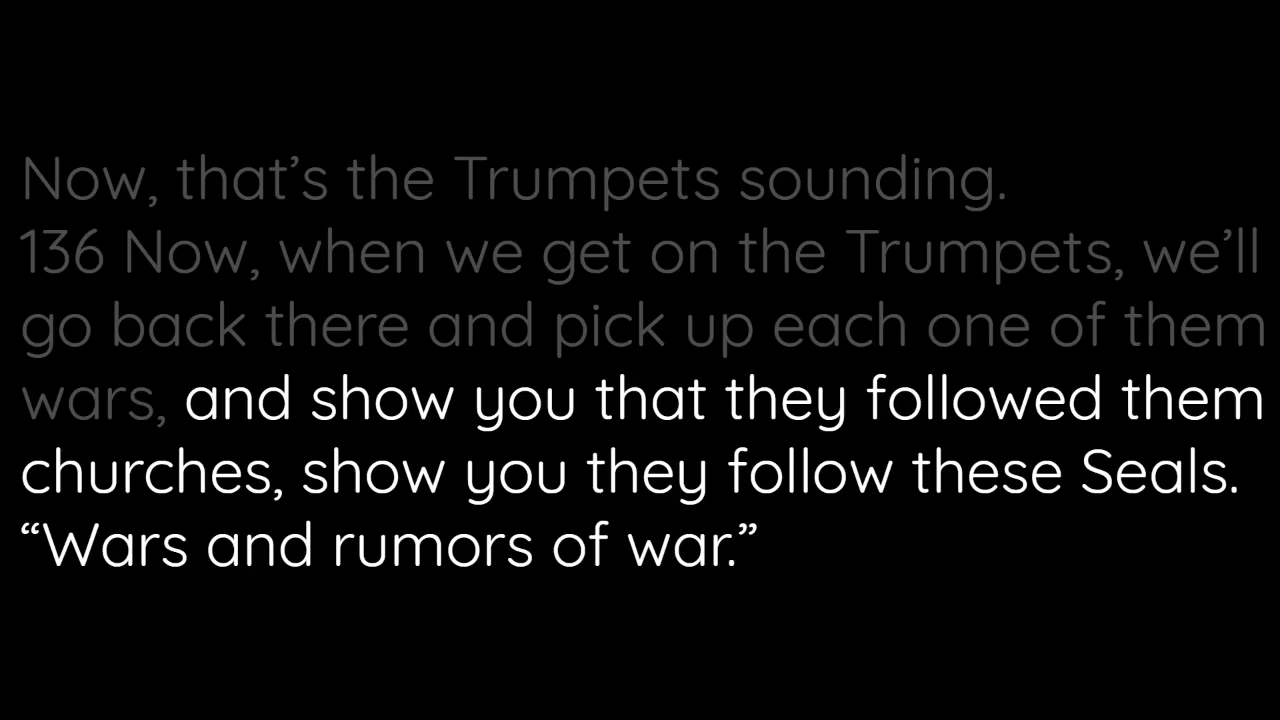 Now, that’s the Trumpets sounding.
136 Now, when we get on the Trumpets, we’ll
go back there and pick up each one of them
wars, and show you that they followed them
churches, show you they follow these Seals.
“Wars and rumors of war.”